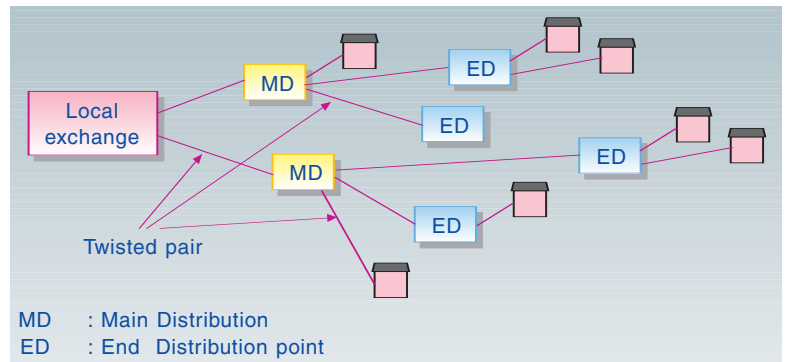 MD
ED
Local
exchange
ED
ED
MD
ED
Twisted pair
MD : Main Distribution
ED : End Distribution point